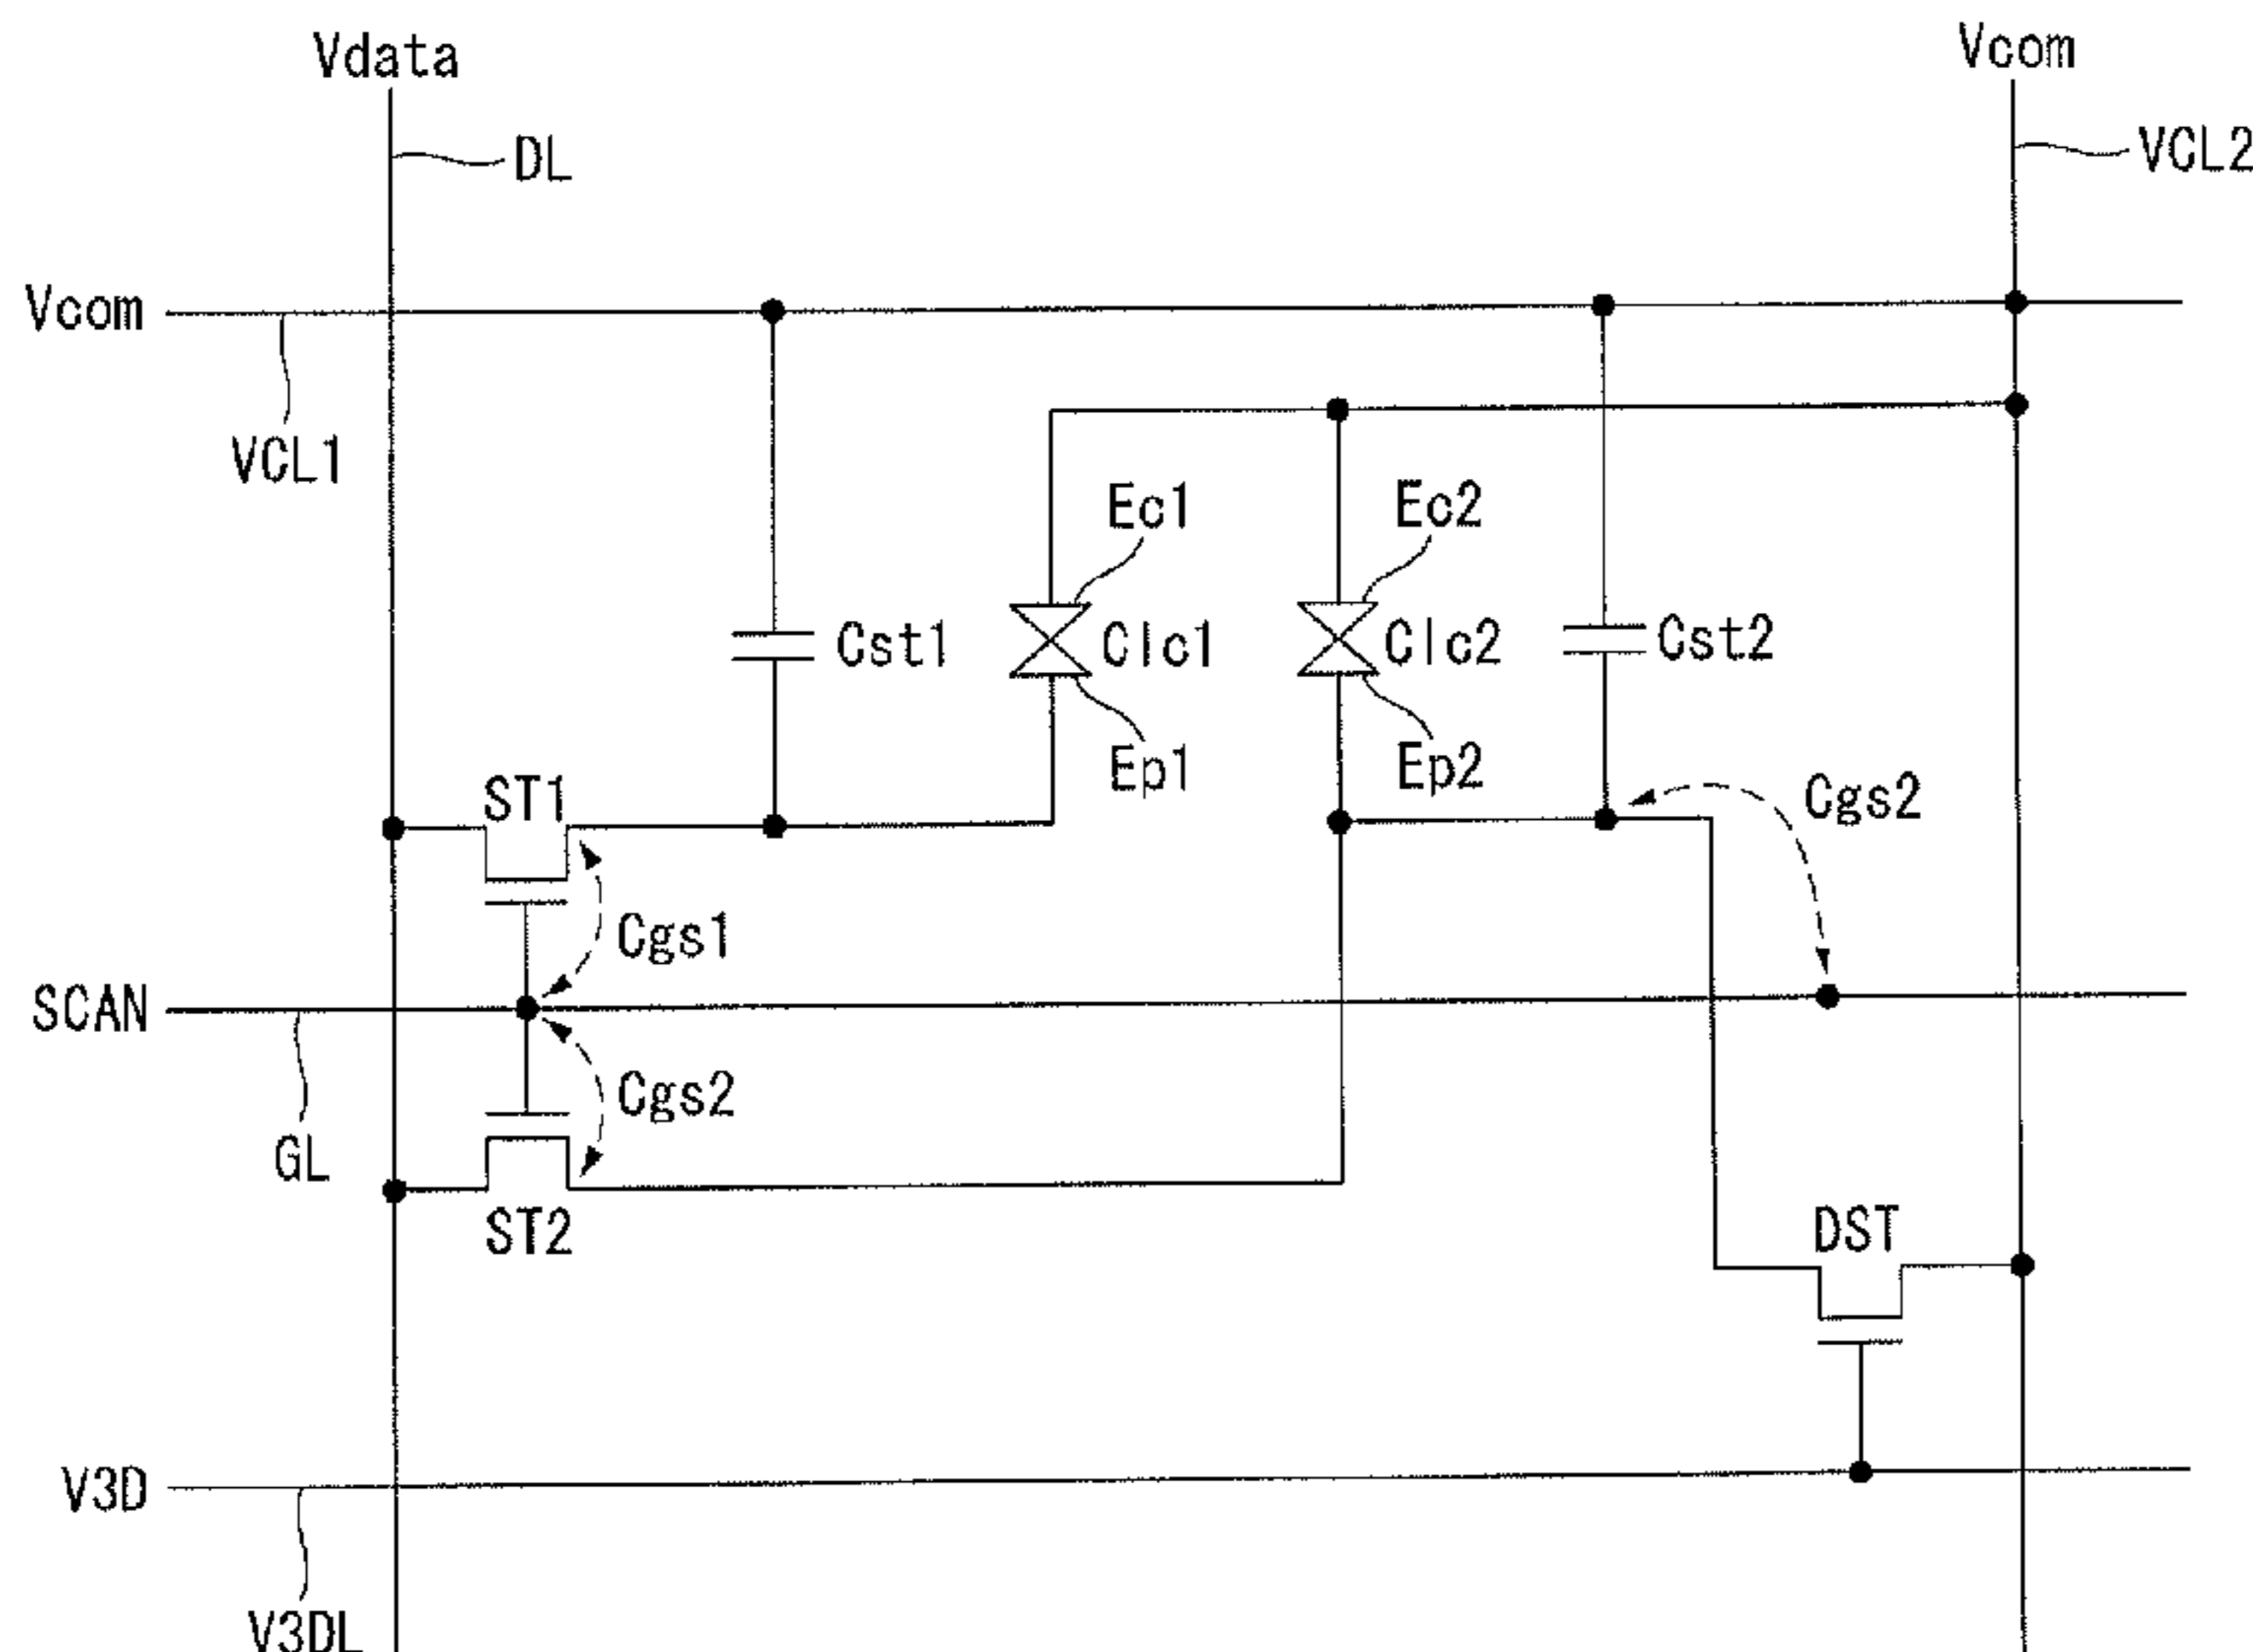 Vdata
Vcom
DL
VCL2
Vcom
VCL1
Ec1
Ec2
Cst1
Clc1
Clc2
Cst2
Ep1
Ep2
ST1
Cgs2
Cgs1
SCAN
Cgs2
GL
ST2
DST
V3D
V3DL